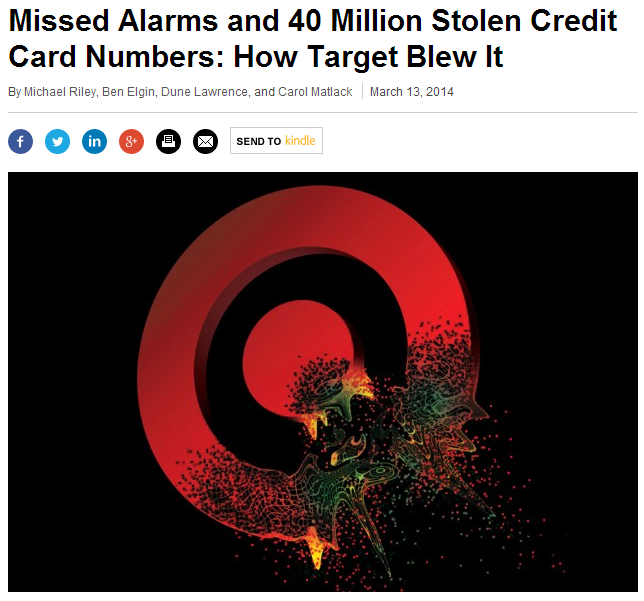 Missed Alarms and 40 Million Stolen Credit
Card Numbers: How Target Blew It
By Michael Riley, Ben Elgin, Dune Lawrence, and Carol Matlack | March 13, 2014
f in g+ SEND TO kindle